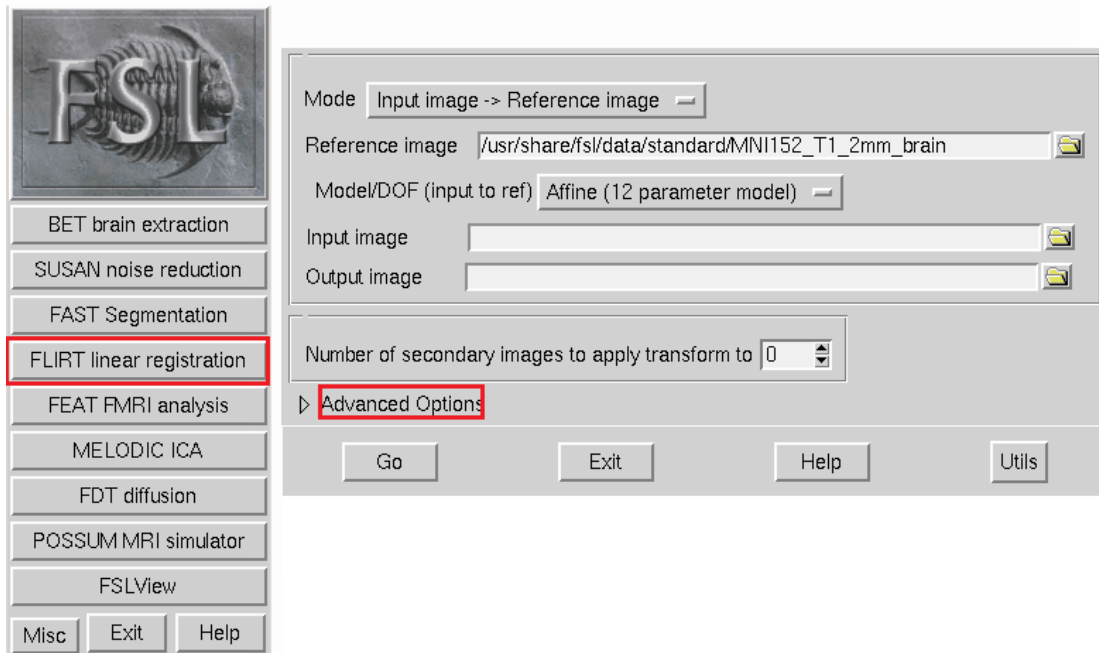 FSL
BET brain extraction
SUSAN noise reduction
FAST Segmentation
FLIRT linear registration
FEAT FMRI analysis
MELODIC ICA
FDT diffusion
POSSUM MRI simulator
FSLView
Misc Exit Help
Mode Input image -> Reference image
Reference image /usr/share/fsl/data/standard/MNI152_T1_2mm_brain
Model/DOF (input to ref) Affine (12 parameter model)
Input image
Output image
Number of secondary images to apply transform to 0
Advanced Options
Go Exit Help Utils